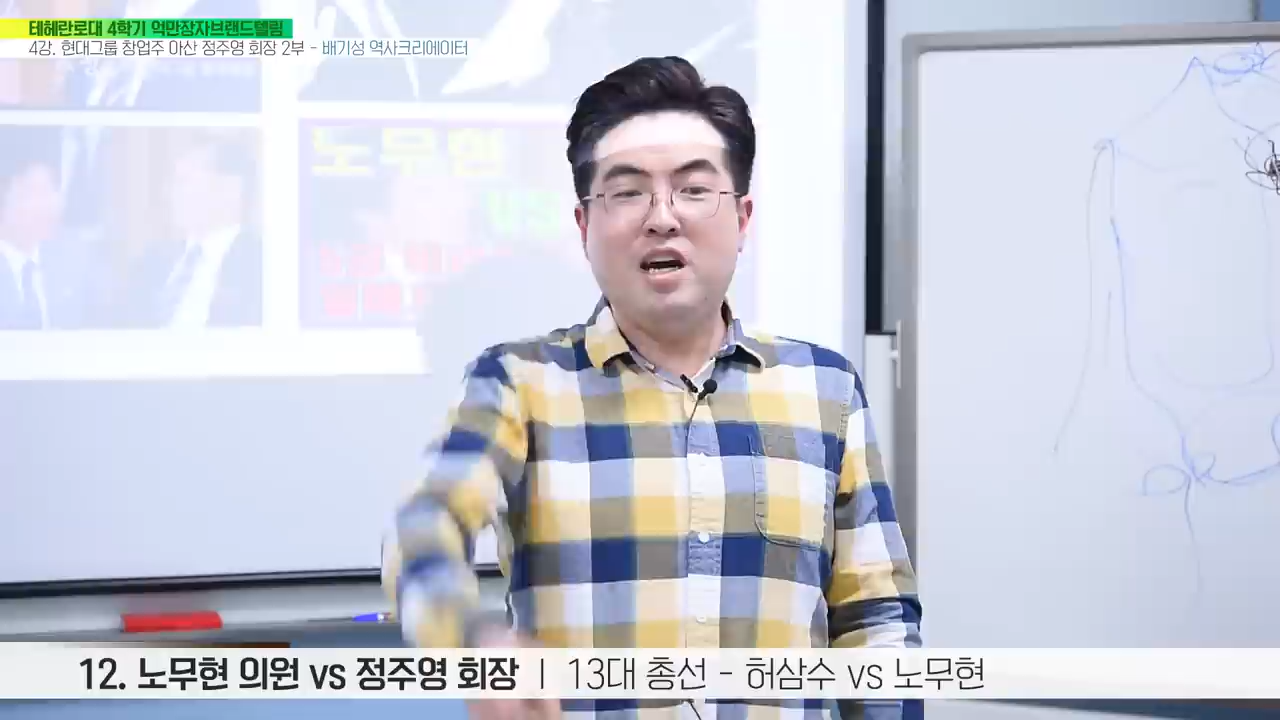 테헤란로대 4학기 억만장자브랜드텔링
4강. 현대그룹 창업주 아산 정주영 회장 2부 - 배기성 역사크리에이터
노무현
VS
12. 노무현 의원 vs 정주영 회장 | 13대 총선 - 허삼수 vs 노무현